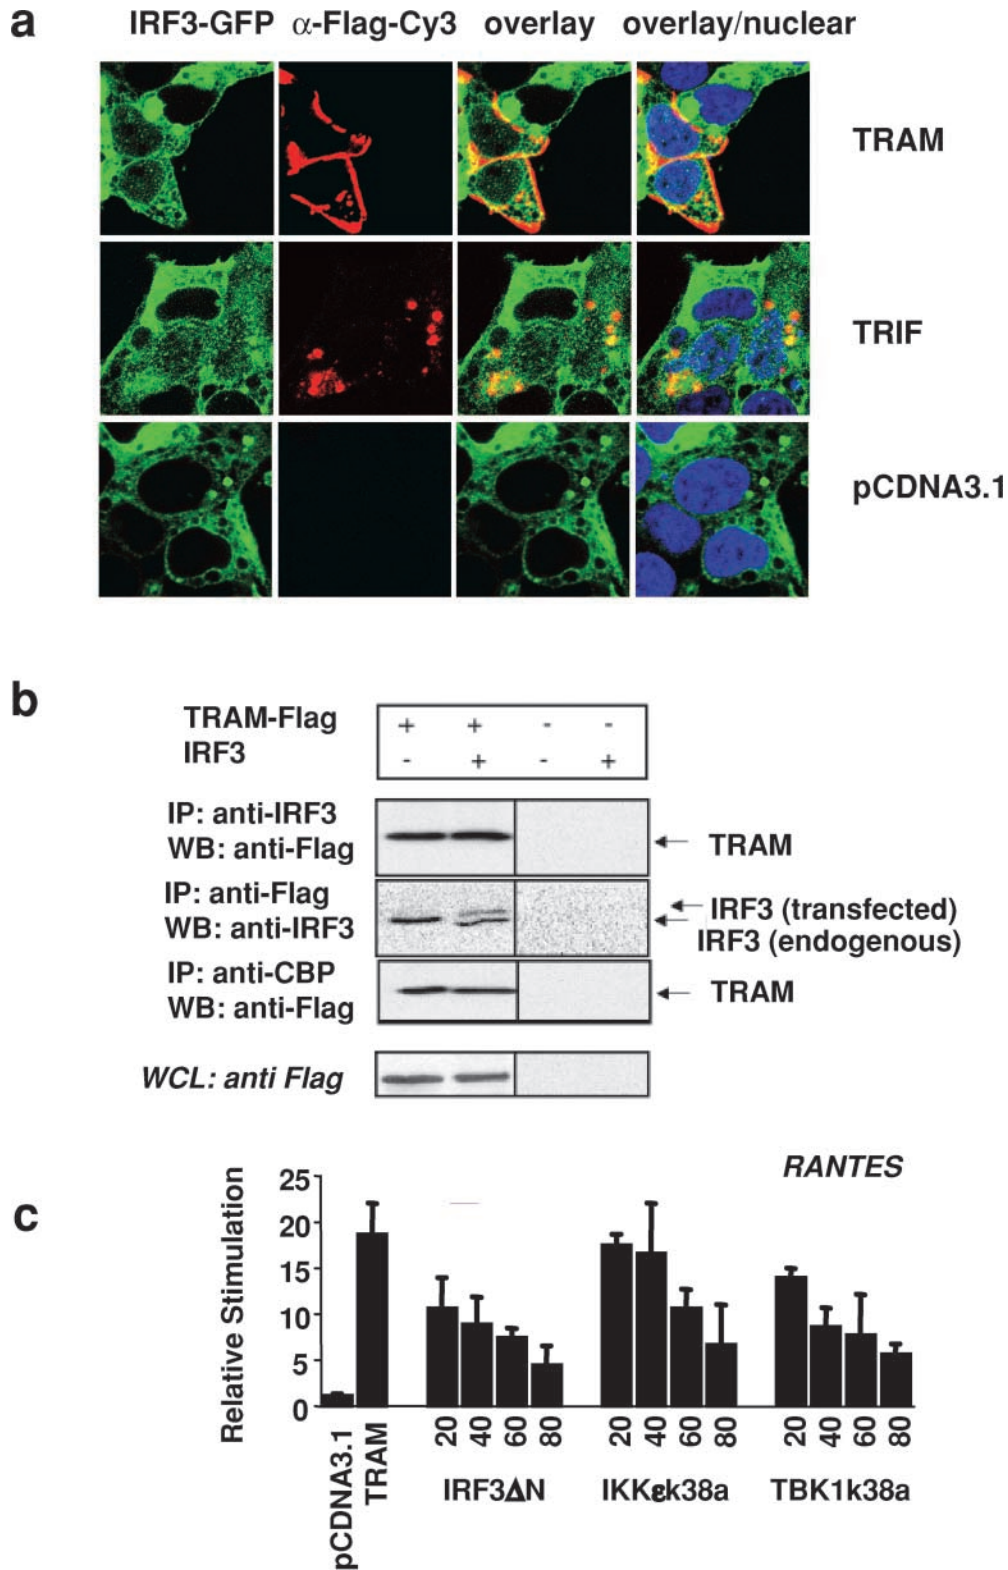 a
IRF3-GFP α-Flag-Cy3 overlay overlay/nuclear
TRAM
TRIF
pCDNA3.1
b
TRAM-Flag + + - -
IRF3 - + - +
IP: anti-IRF3
WB: anti-Flag
TRAM
IP: anti-Flag
WB: anti-IRF3
IRF3 (transfected)
IRF3 (endogenous)
IP: anti-CBP
WB: anti-Flag
TRAM
WCL: anti Flag
c
RANTES
Relative Stimulation
25
20
15
10
5
0
pCDNA3.1
TRAM
20 40 60 80
IRF3ΔN
20 40 60 80
IKKεk38a
20 40 60 80
TBK1k38a